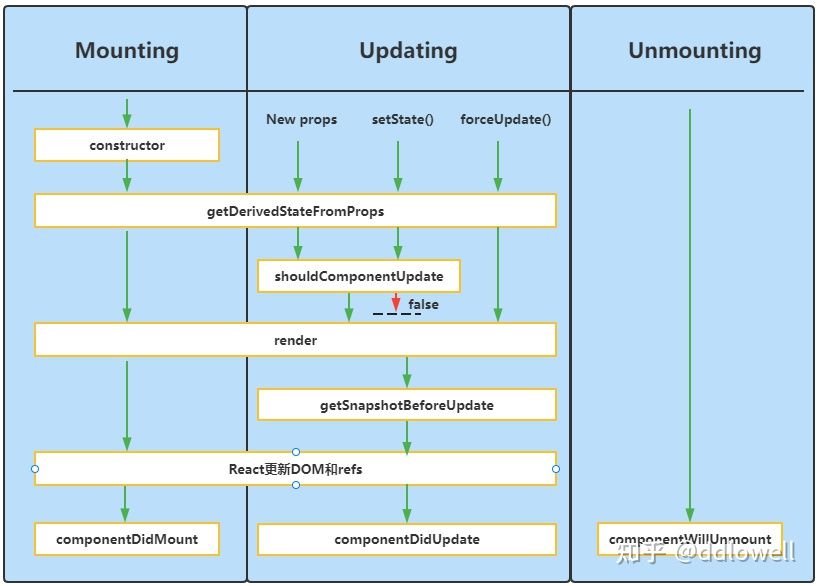 Mounting
Updating
Unmounting
New props
setState()
forceUpdate()
constructor
getDerivedStateFromProps
shouldComponentUpdate
false
render
getSnapshotBeforeUpdate
React更新DOM和refs
componentDidMount
componentDidUpdate
componentWillUnmount
知乎 @ddlowell